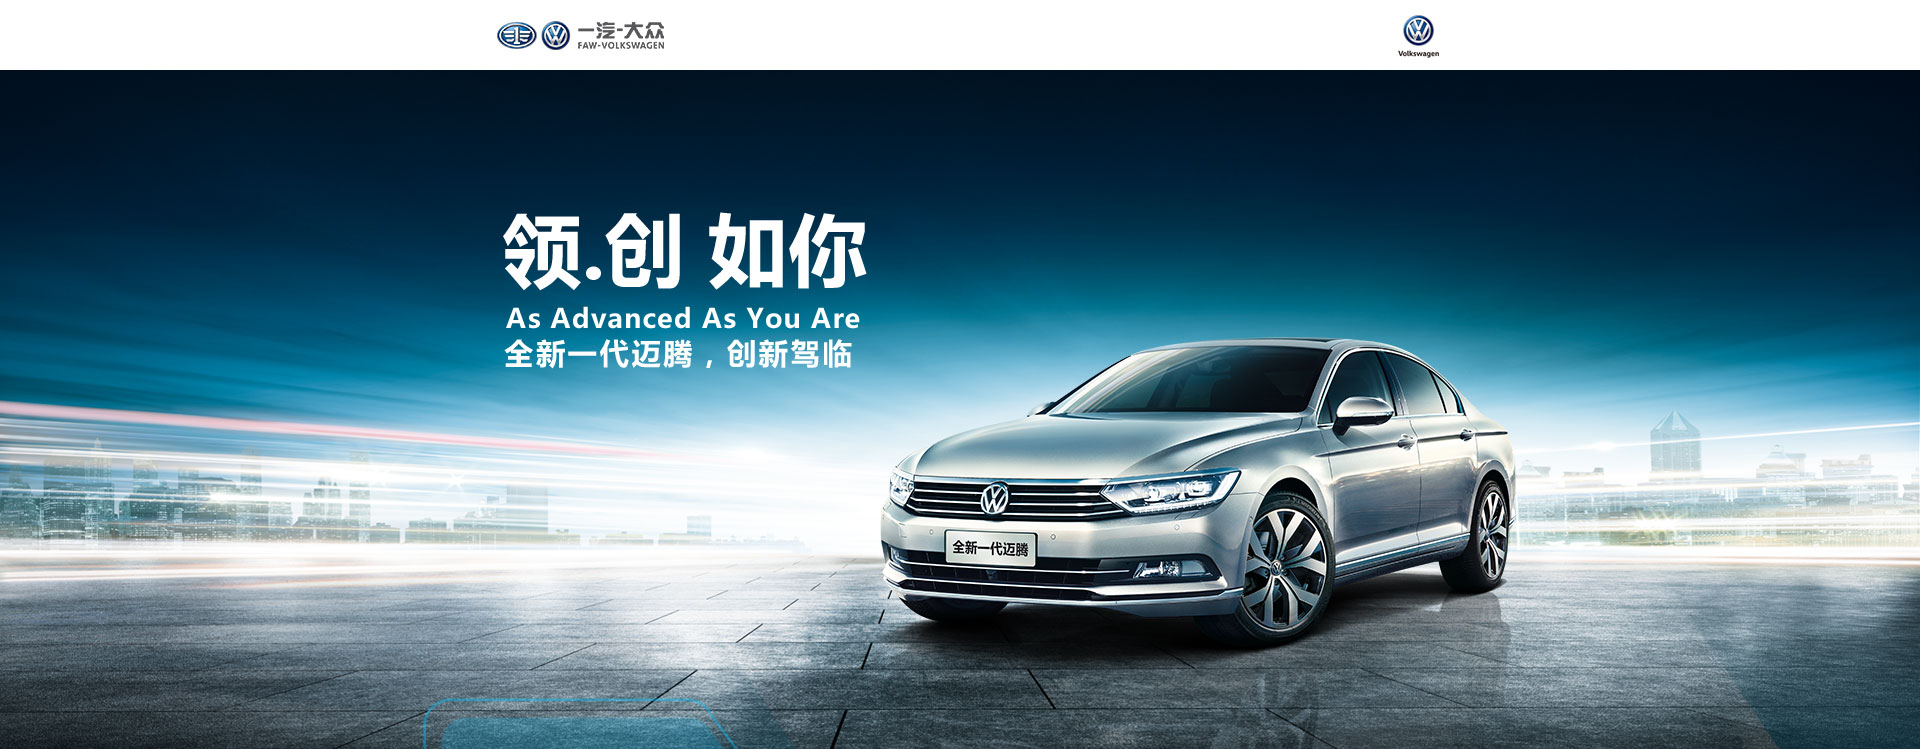 一汽-大众
FAW-VOLKSWAGEN
Volkswagen
领.创 如你
As Advanced As You Are
全新一代迈腾，创新驾临
全新一代迈腾